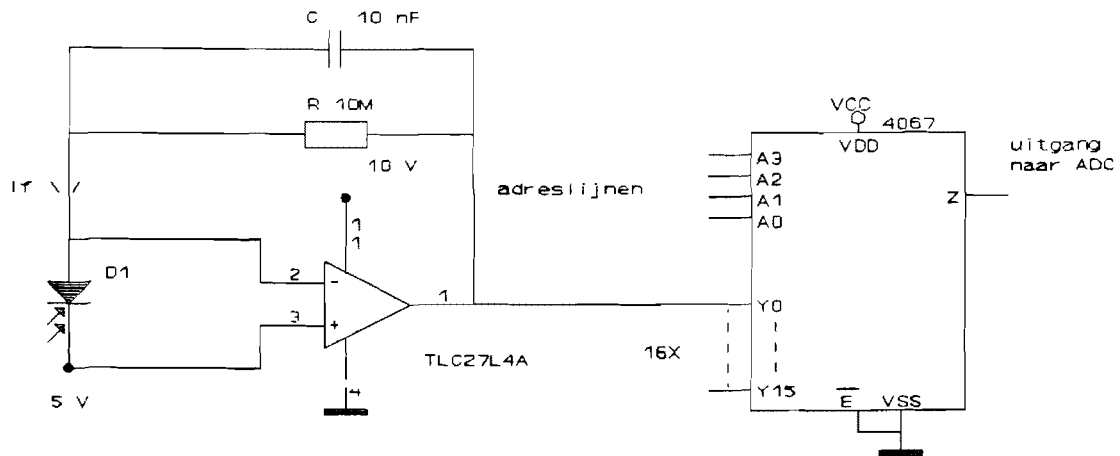 C 10 nF
R 10M
10 V
If
D1
5 V
2
3
-
+
1
1
1
4
TLC27L4A
adreslijnen
16X
VCC
4067
VDD
A3
A2
A1
A0
Z
uitgang
naar ADC
Y0
Y15
E
VSS